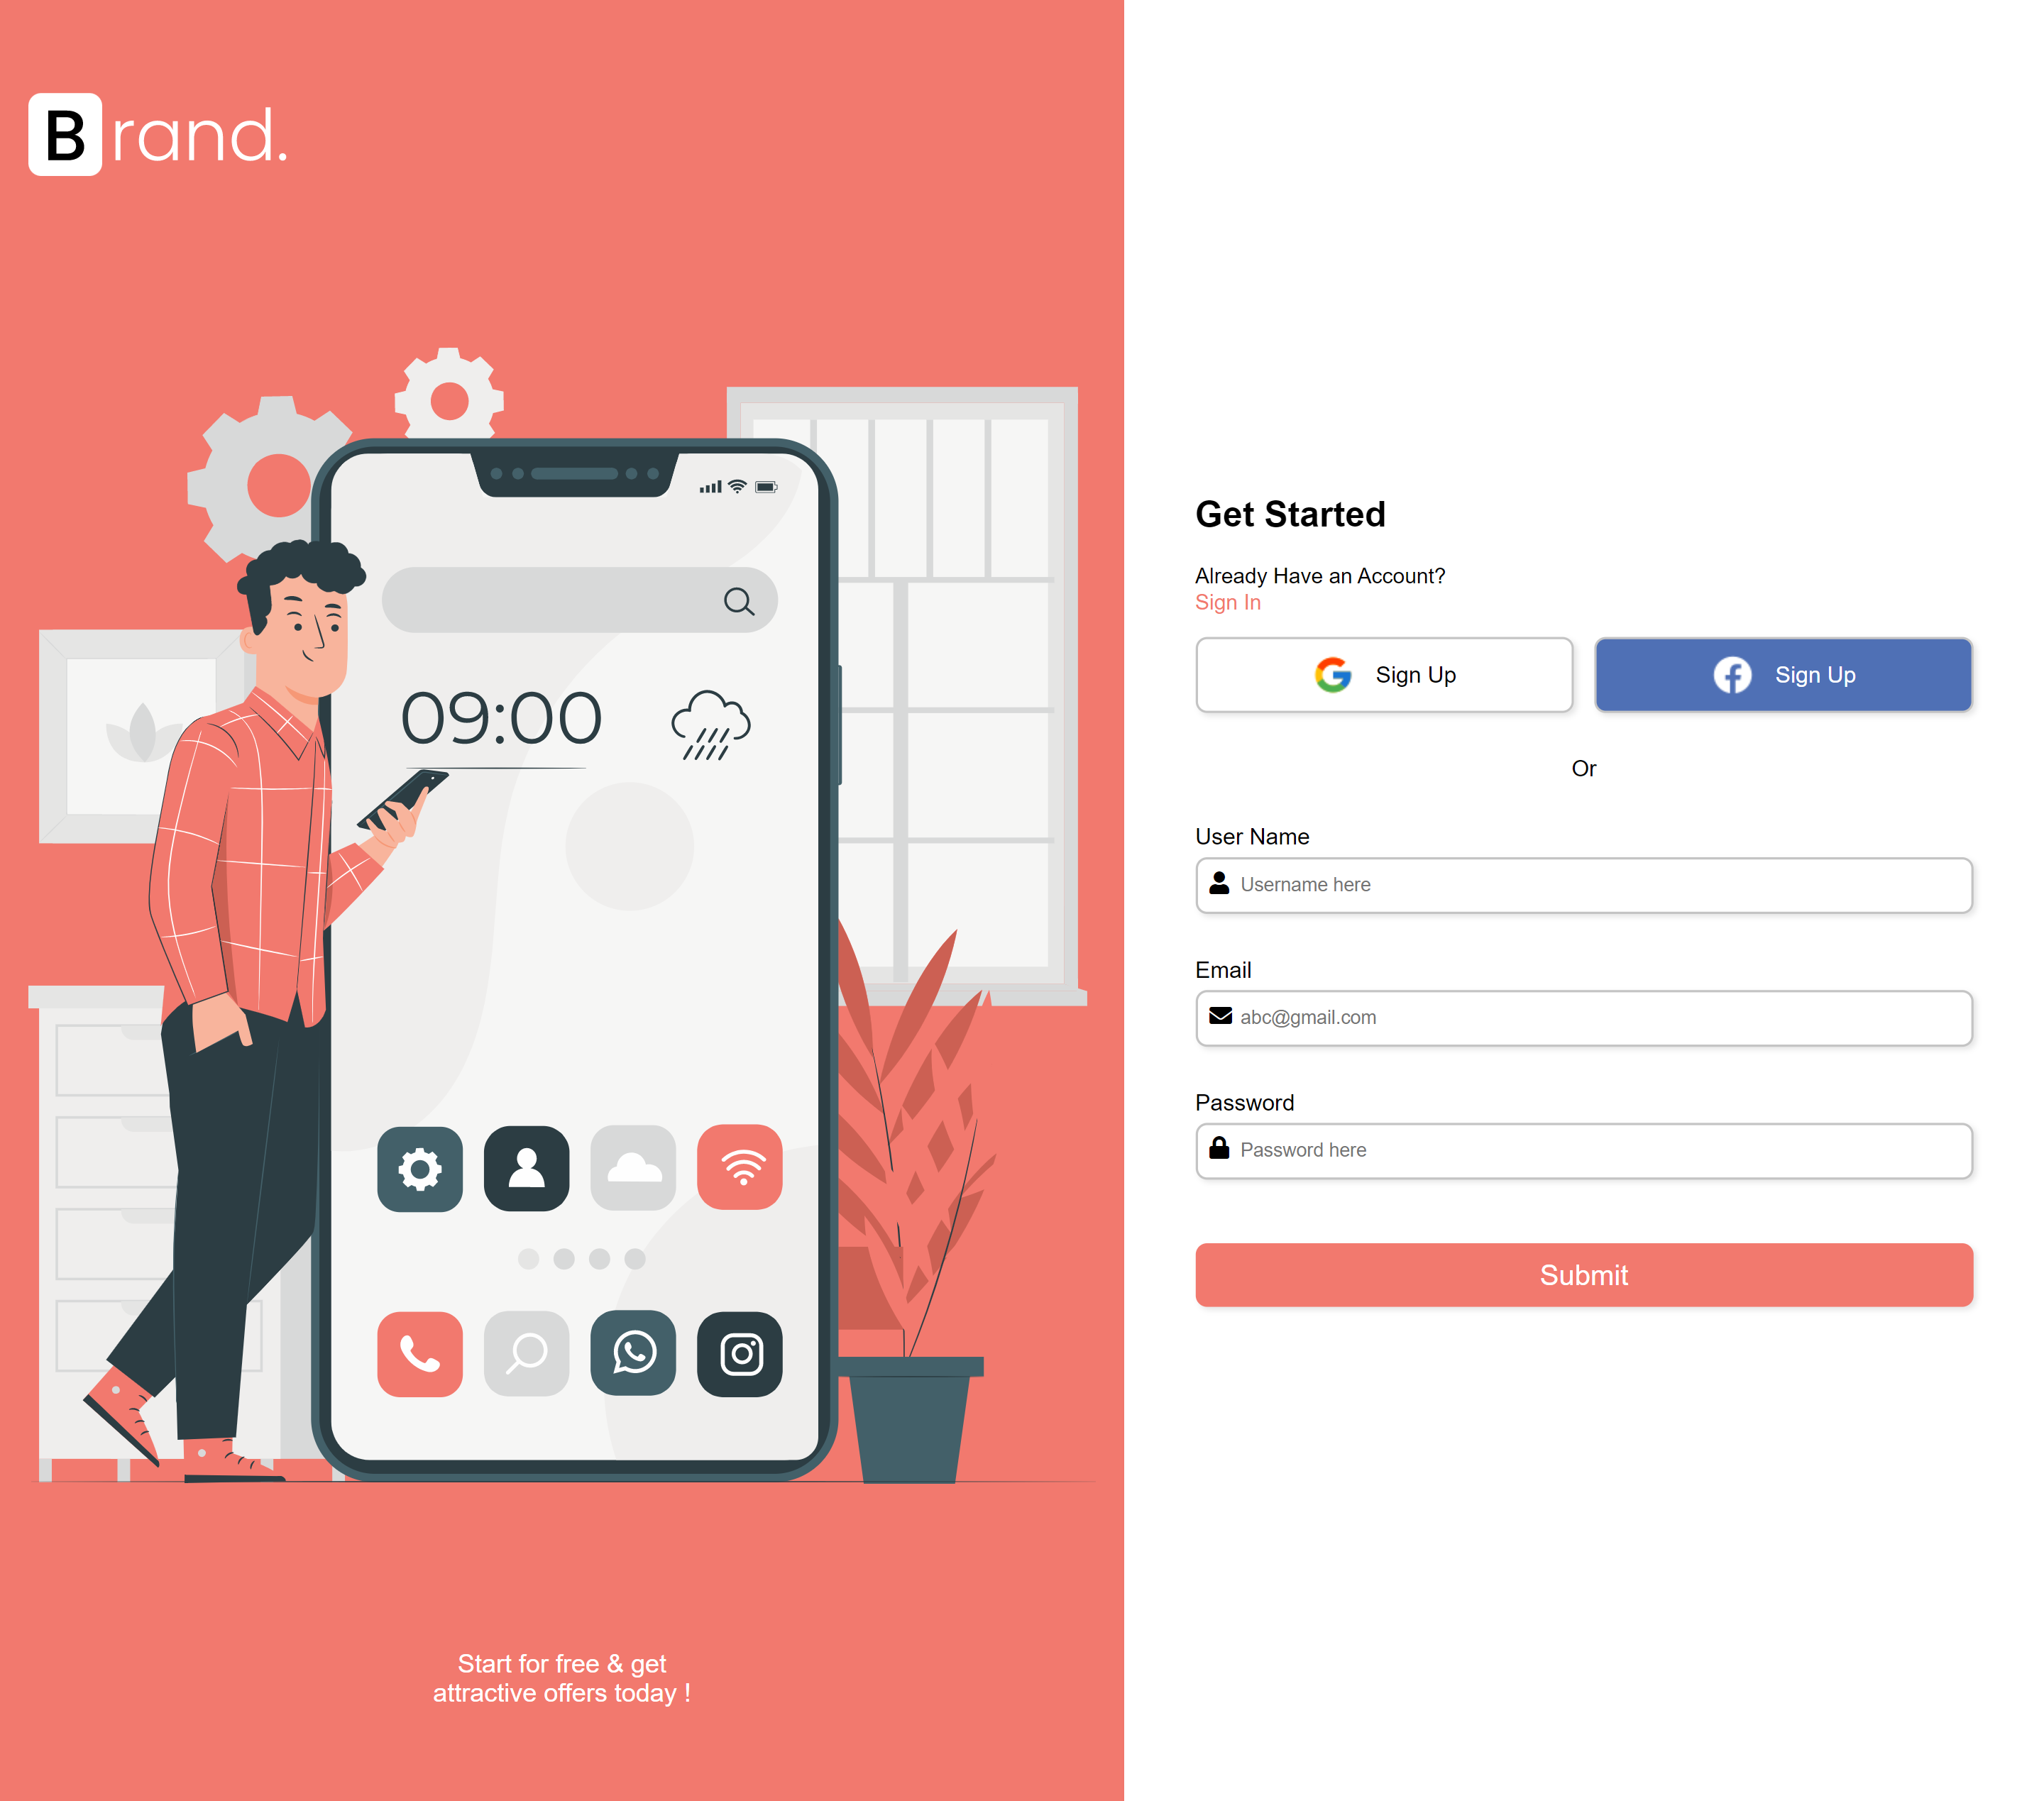 Brand.
09:00
Start for free & get
attractive offers today !
Get Started
Already Have an Account?
Sign In
Sign Up
Sign Up
Or
User Name
Username here
Email
abc@gmail.com
Password
Password here
Submit